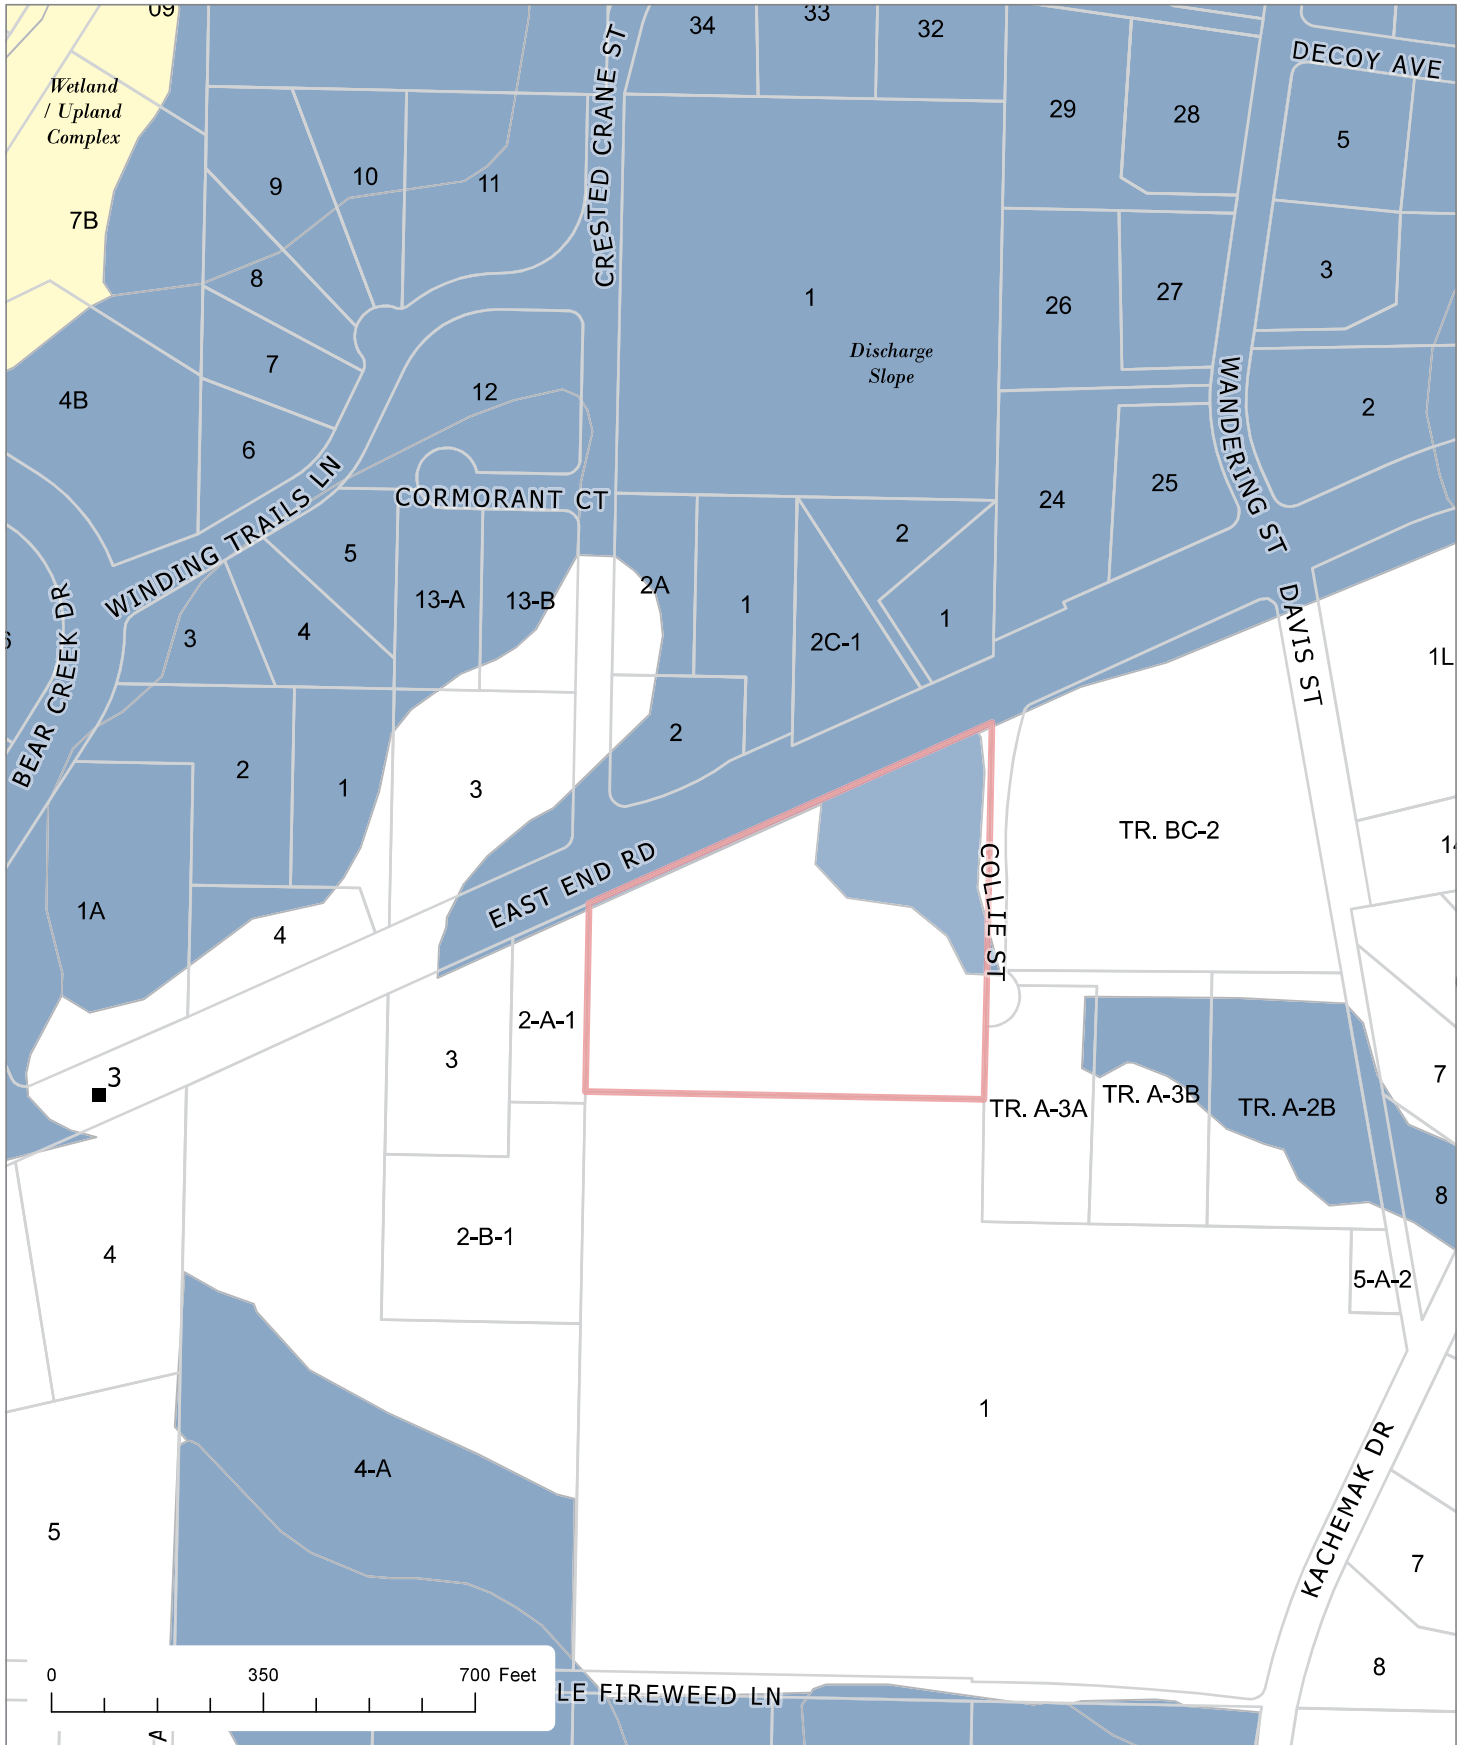 09
34
33
32
DECOY AVE
Wetland
/ Upland
Complex
CRESTED CRANE ST
29
28
5
9
10
11
7B
8
1
26
27
3
Discharge
Slope
7
12
4B
WANDERING ST
2
6
WINDING TRAILS LN
CORMORANT CT
24
25
5
2
13-A
13-B
2A
1
1
DAVIS ST
BEAR CREEK DR
3
4
2C-1
1L
2
2
1
3
TR. BC-2
EAST END RD
COLLIE ST
1A
4
2-A-1
3
3
TR. A-3A
TR. A-3B
TR. A-2B
7
8
4
2-B-1
5-A-2
1
4-A
KACHEMAK DR
5
7
8
0 350 700 Feet
LE FIREWEED LN
A